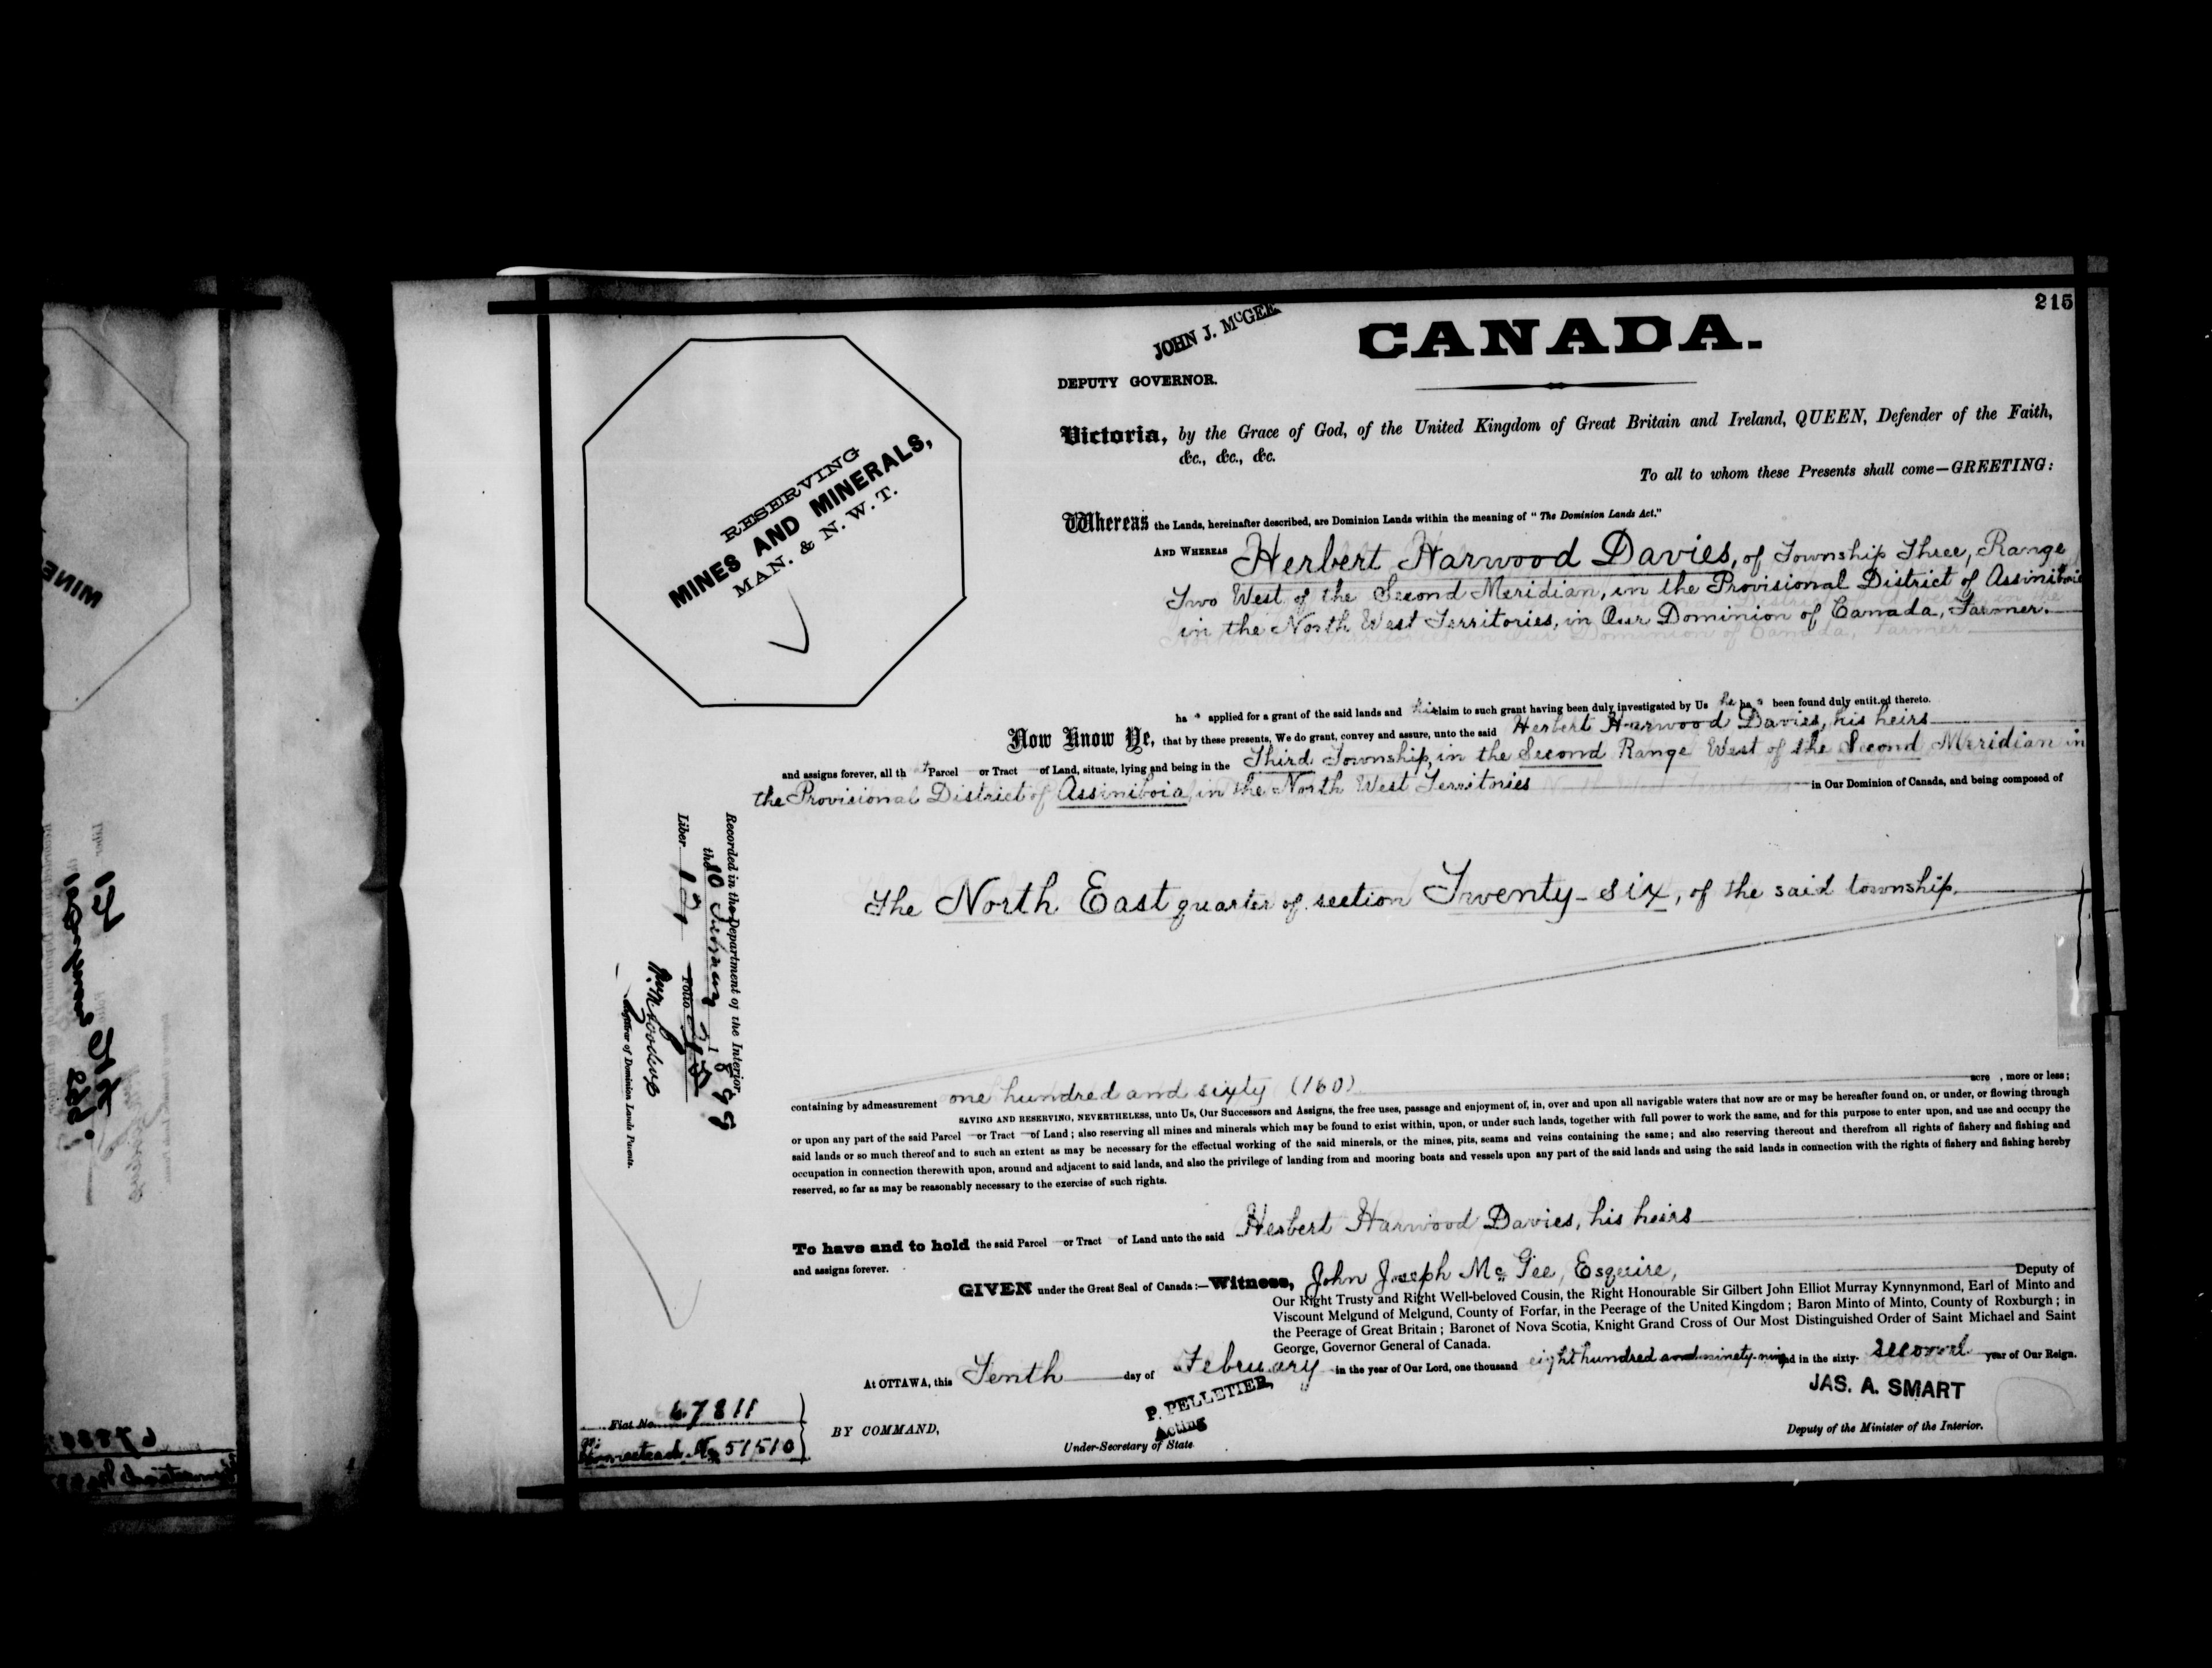 215
JOHN J. McGEE
CANADA.
DEPUTY GOVERNOR.
Victoria, by the Grace of God, of the United Kingdom of Great Britain and Ireland, QUEEN, Defender of the Faith,
&c., &c., &c.
To all to whom these Presents shall come—GREETING:
RESERVING
MINES AND MINERALS,
MAN. & N. W. T.
Whereas the Lands, hereinafter described, are Dominion Lands within the meaning of "The Dominion Lands Act."
AND WHEREAS Herbert Harwood Davies, of Township Three, Range
Two West of the Second Meridian, in the Provisional District of Assiniboia
in the North West Territories, in Our Dominion of Canada, Farmer.
has applied for a grant of the said lands and his claim to such grant having been duly investigated by Us he has been found duly entitled thereto.
Now Know Ye, that by these presents, We do grant, convey and assure, unto the said Herbert Harwood Davies, his heirs
and assigns forever, all that Parcel or Tract of Land, situate, lying and being in the Third Township, in the Second Range West of the Second Meridian in
the Provisional District of Assiniboia, in the North West Territories in Our Dominion of Canada, and being composed of
The North East quarter of section Twenty-six, of the said township.
Recorded in the Department of the Interior,
the 10 February 1899
Liber Folio 215
Registrar of Dominion Lands Patents.
containing by admeasurement one hundred and sixty (160) acre , more or less;
SAVING AND RESERVING, NEVERTHELESS, unto Us, Our Successors and Assigns, the free uses, passage and enjoyment of, in, over and upon all navigable waters that now are or may be hereafter found on, or under, or flowing through
or upon any part of the said Parcel or Tract of Land; also reserving all mines and minerals which may be found to exist within, upon, or under such lands, together with full power to work the same, and for this purpose to enter upon, and use and occupy the
said lands or so much thereof and to such an extent as may be necessary for the effectual working of the said minerals, or the mines, pits, seams and veins containing the same; and also reserving thereout and therefrom all rights of fishery and fishing and
occupation in connection therewith upon, around and adjacent to said lands, and also the privilege of landing from and mooring boats and vessels upon any part of the said lands and using the said lands in connection with the rights of fishery and fishing hereby
reserved, so far as may be reasonably necessary to the exercise of such rights.
To have and to hold the said Parcel or Tract of Land unto the said Herbert Harwood Davies, his heirs
and assigns forever.
GIVEN under the Great Seal of Canada:—Witness, John Joseph McGee, Esquire, Deputy of
Our Right Trusty and Right Well-beloved Cousin, the Right Honourable Sir Gilbert John Elliot Murray Kynnynmond, Earl of Minto and
Viscount Melgund of Melgund, County of Forfar, in the Peerage of the United Kingdom; Baron Minto of Minto, County of Roxburgh; in
the Peerage of Great Britain; Baronet of Nova Scotia, Knight Grand Cross of Our Most Distinguished Order of Saint Michael and Saint
George, Governor General of Canada.
At OTTAWA, this Tenth day of February in the year of Our Lord, one thousand eight hundred and ninety-nine and in the sixty-second year of Our Reign.
P. PELLETIER,
Acting
JAS. A. SMART
Fiat No. 67811
Homestead No 51510
BY COMMAND,
Under-Secretary of State
Deputy of the Minister of the Interior.